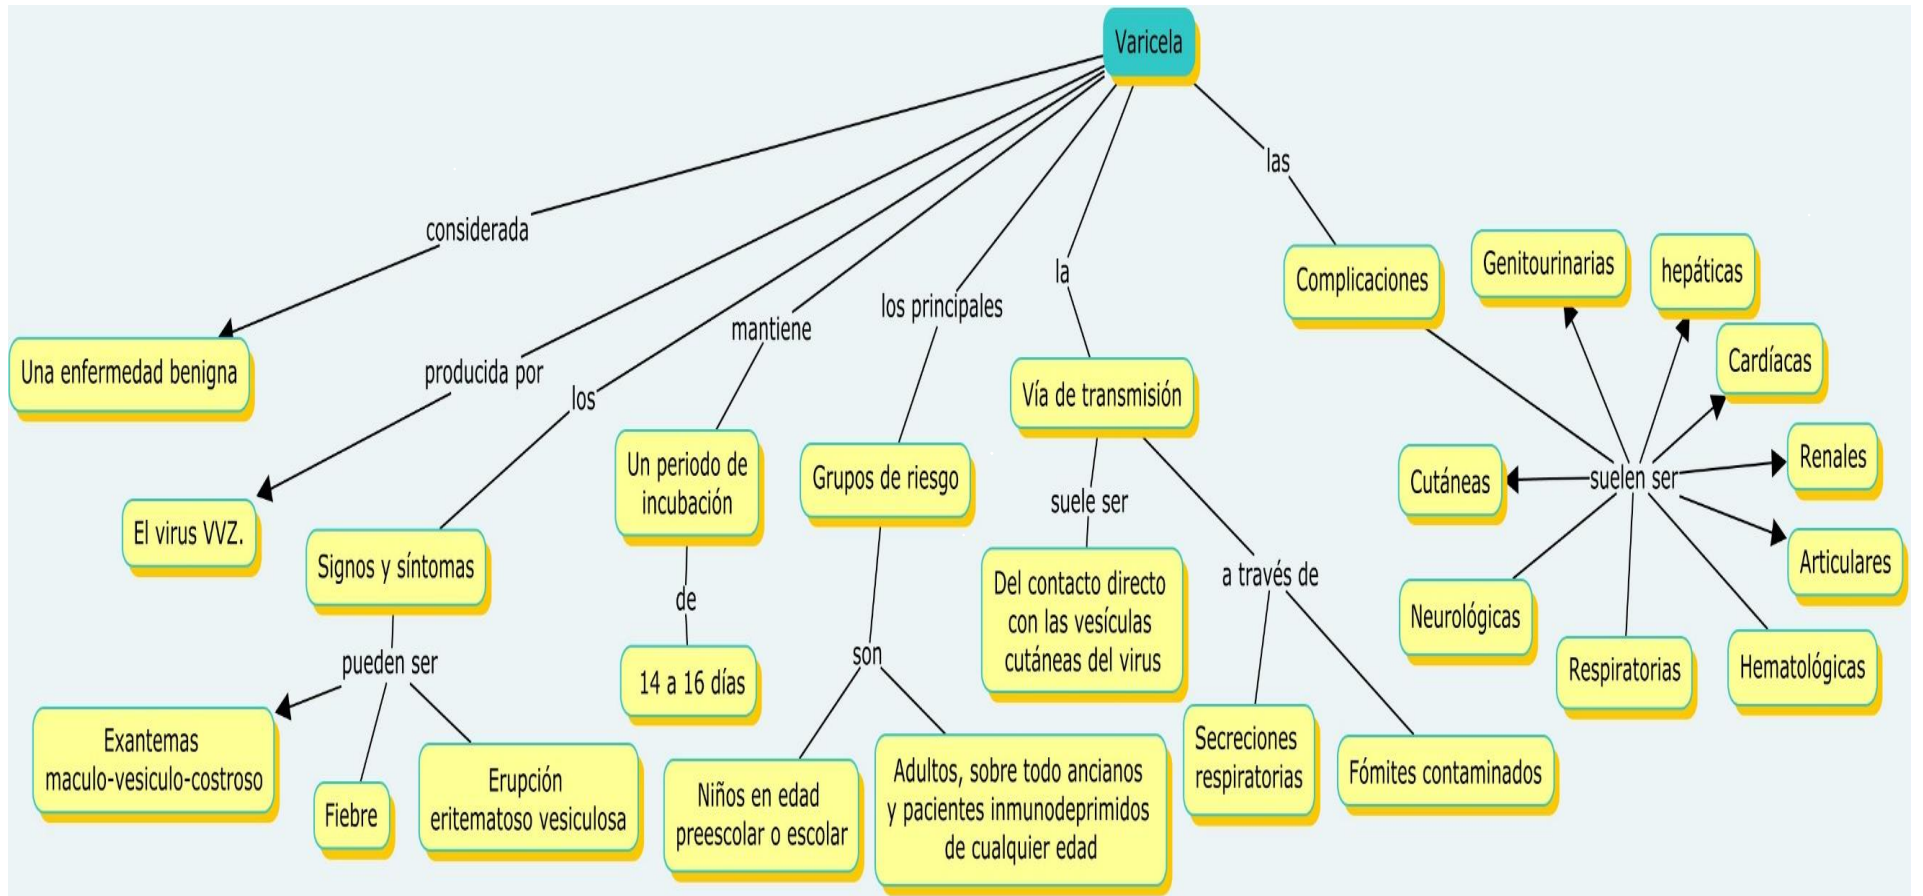 Varicela
considerada
Una enfermedad benigna
producida por
El virus VVZ.
los
Signos y síntomas
pueden ser
Exantemas
maculo-vesiculo-costroso
Fiebre
Erupción
eritematoso vesiculosa
mantiene
Un periodo de
incubación
de
14 a 16 días
los principales
Grupos de riesgo
son
Niños en edad
preescolar o escolar
Adultos, sobre todo ancianos
y pacientes inmunodeprimidos
de cualquier edad
la
Vía de transmisión
suele ser
Del contacto directo
con las vesículas
cutáneas del virus
a través de
Secreciones
respiratorias
Fómites contaminados
las
Complicaciones
suelen ser
Genitourinarias
hepáticas
Cardíacas
Renales
Articulares
Hematológicas
Respiratorias
Neurológicas
Cutáneas